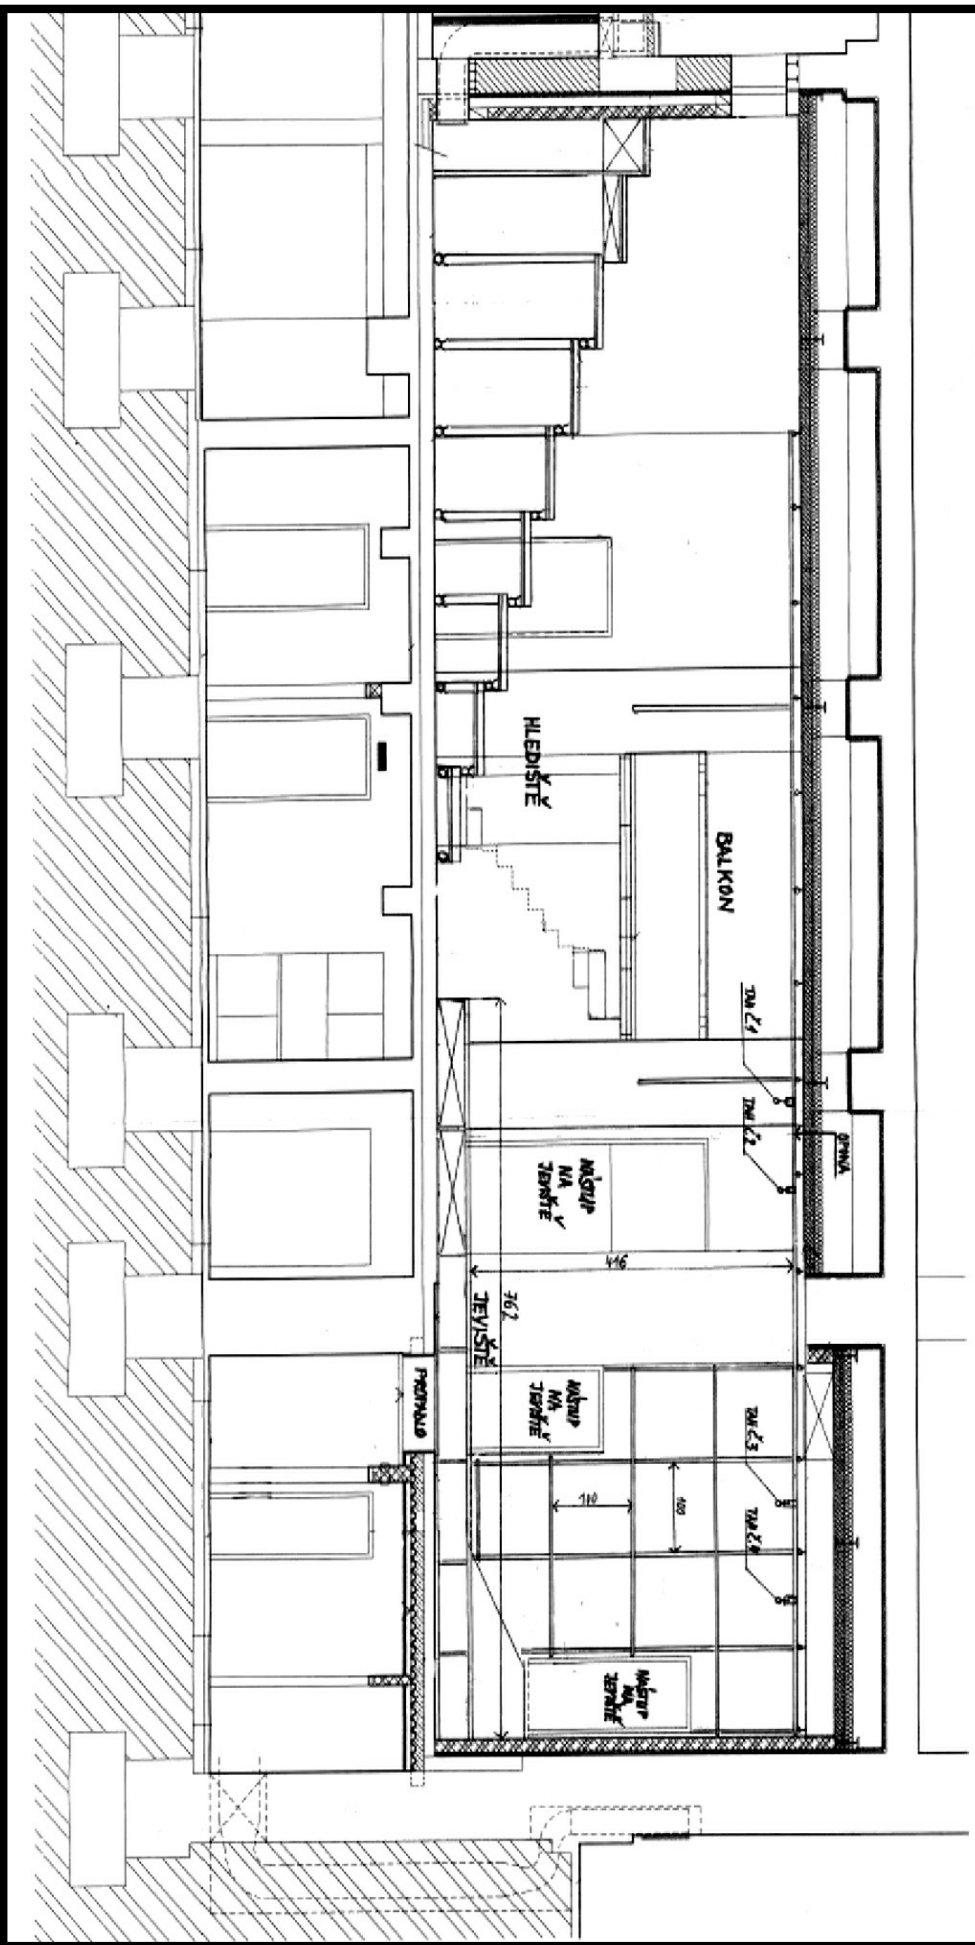 HLEDIŠTĚ
BALKON
TAH Č.1
TAH Č.2
OPONA
NÁSTUP
NA
JEVIŠTĚ
416
762
JEVIŠTĚ
PROPADLO
NÁSTUP
NA
JEVIŠTĚ
TAH Č.3
110
100
TAH Č.4
NÁSTUP
NA
JEVIŠTĚ